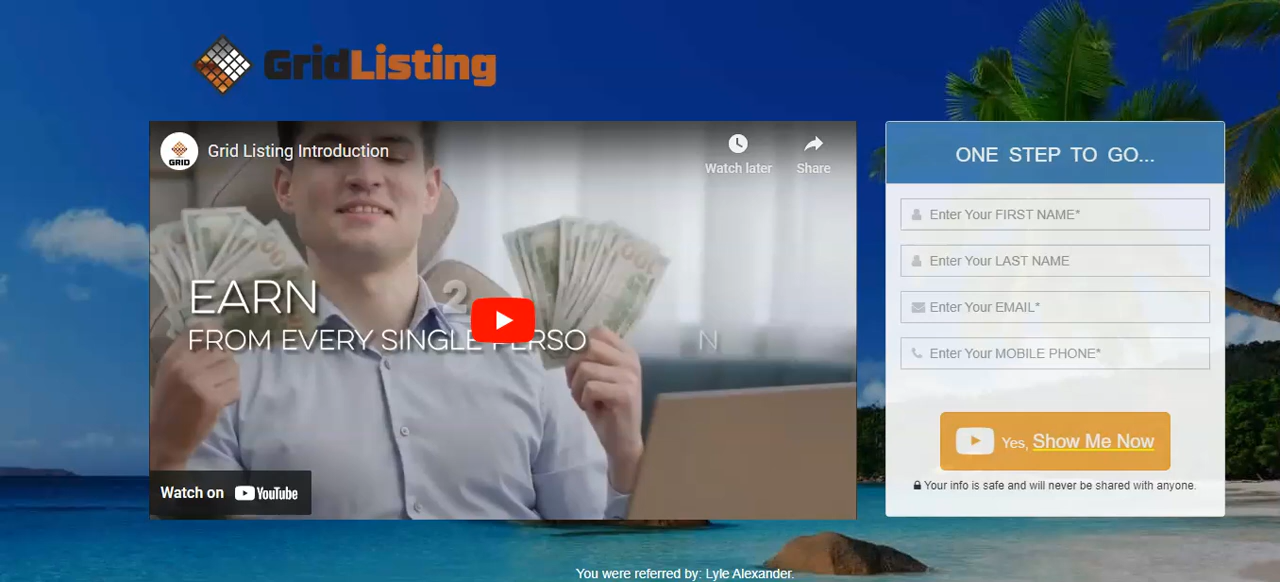 GridListing
GRID
Grid Listing Introduction
Watch later
Share
EARN 2
FROM EVERY SINGLE PERSO N
Watch on YouTube
ONE STEP TO GO...
Enter Your FIRST NAME*
Enter Your LAST NAME
Enter Your EMAIL*
Enter Your MOBILE PHONE*
Yes, Show Me Now
Your info is safe and will never be shared with anyone.
You were referred by: Lyle Alexander.